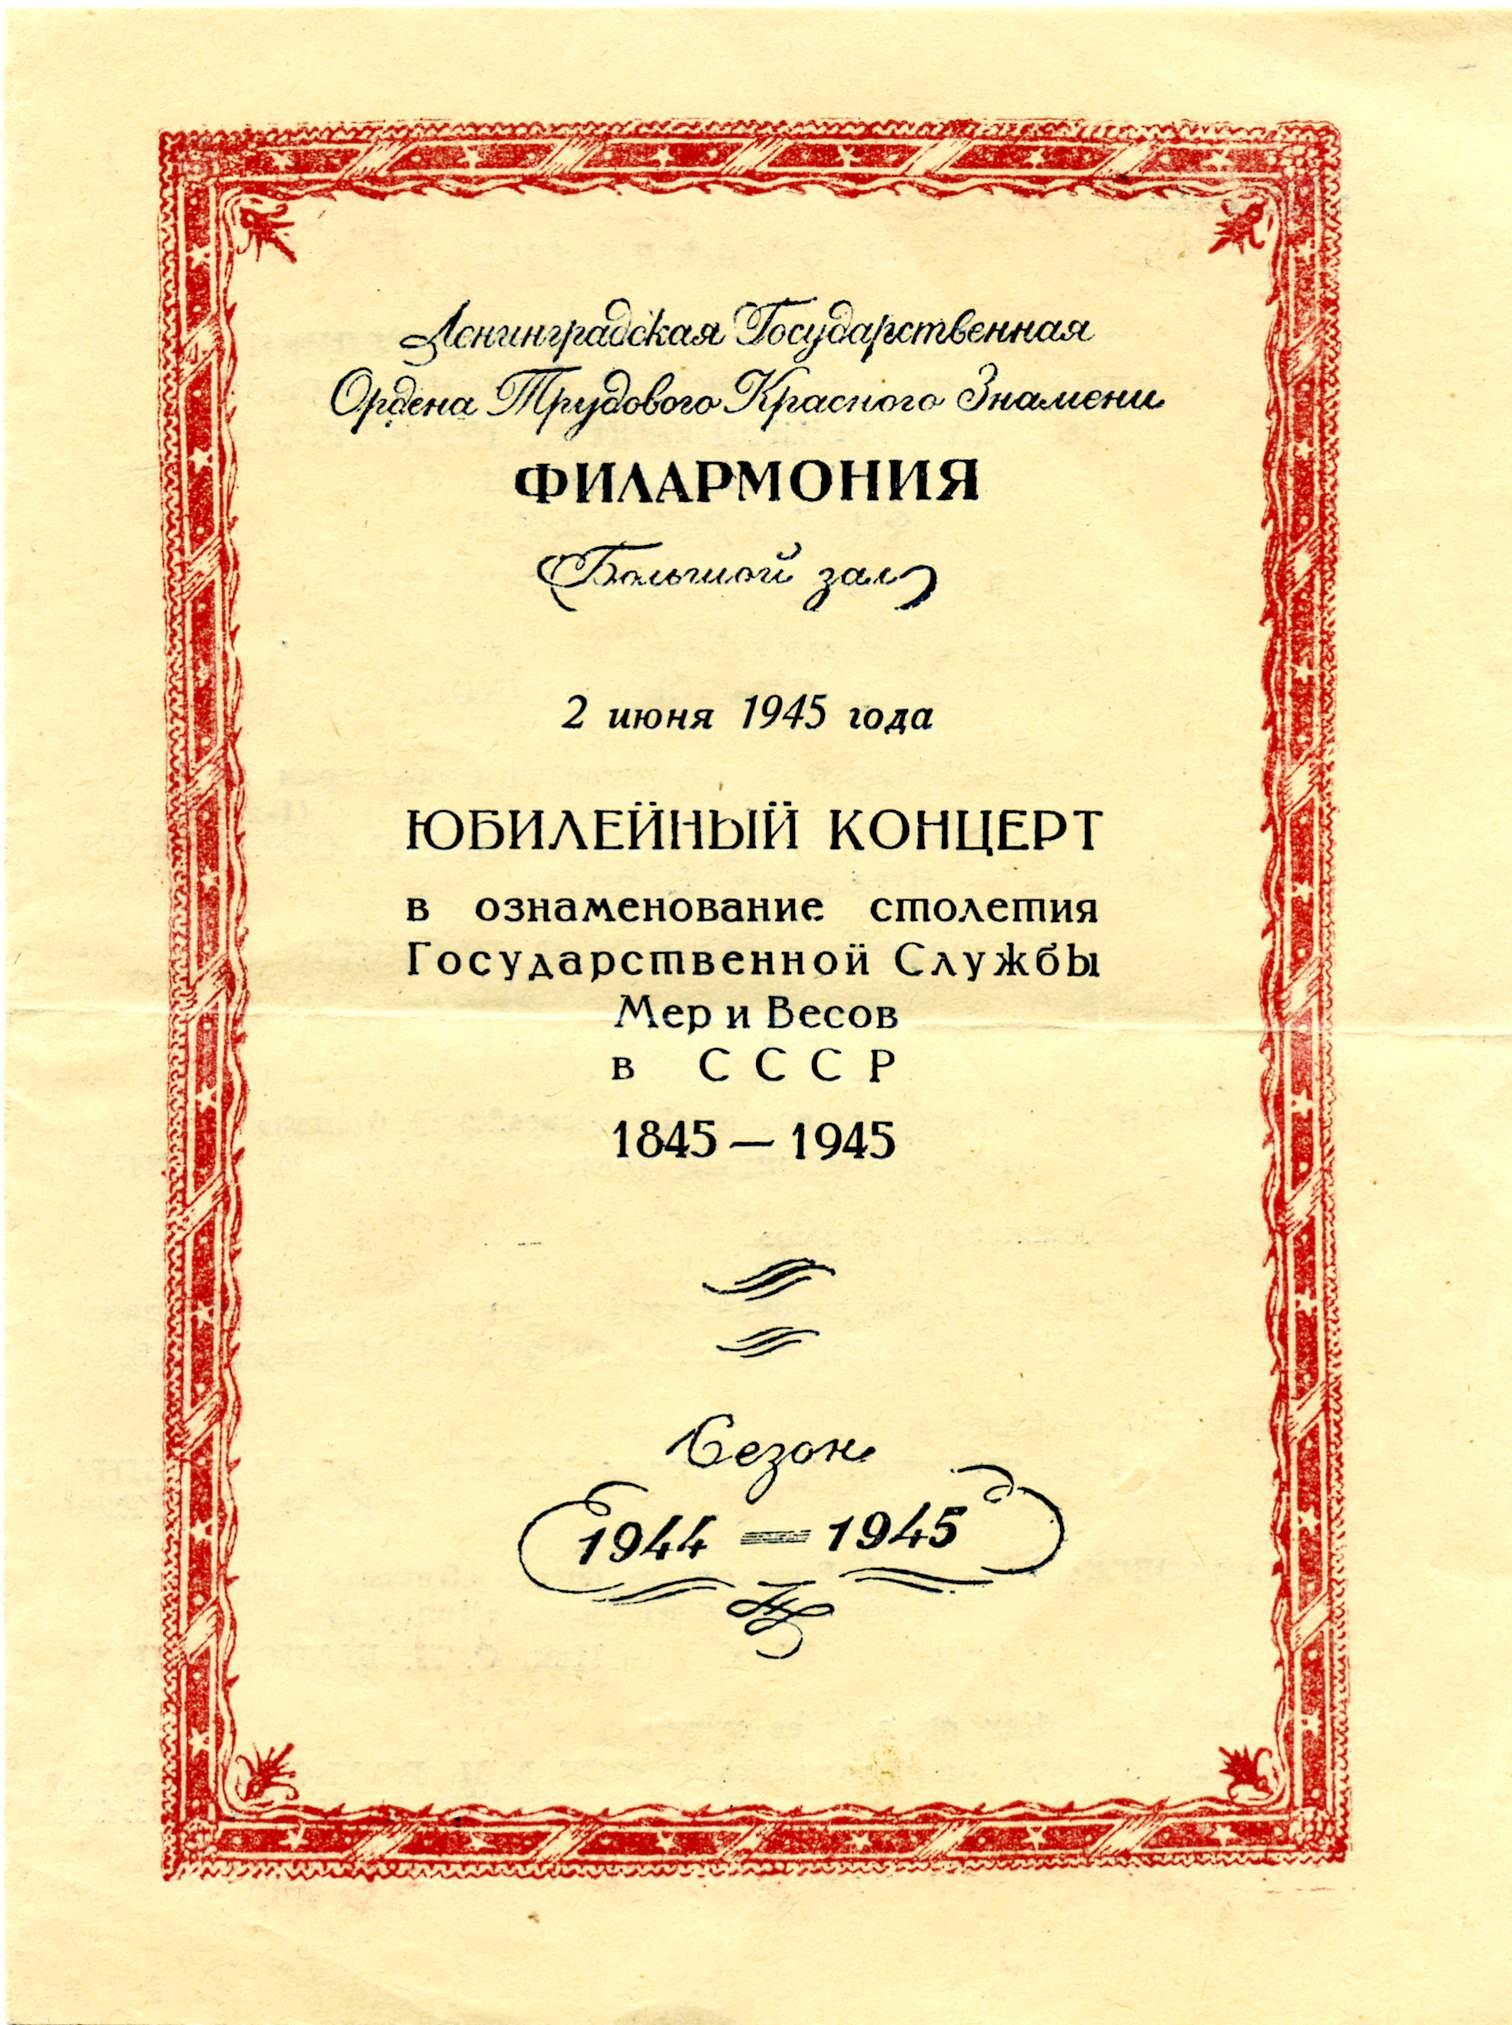 Ленинградская Государственная
Ордена Трудового Красного Знамени
ФИЛАРМОНИЯ
Большой зал
2 июня 1945 года
ЮБИЛЕЙНЫЙ КОНЦЕРТ
в ознаменование столетия
Государственной Службы
Мер и Весов
в СССР
1845 — 1945
Сезон
1944 — 1945